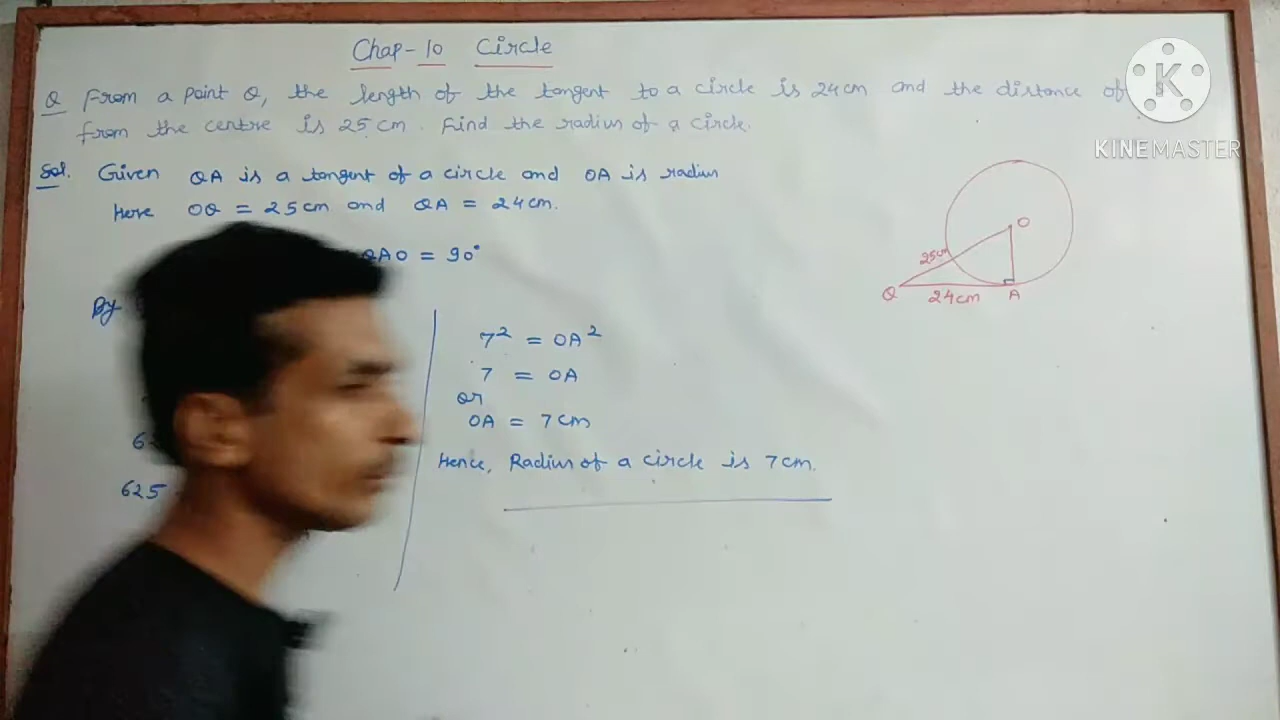 Chap-10 Circle
Q From a point Q, the length of the tangent to a circle is 24cm and the distance of
from the centre is 25 cm. Find the radius of a circle.
Sol. Given QA is a tangent of a circle and OA is radius
Here OQ = 25cm and QA = 24cm.
QAO = 90°
By
625
7² = OA²
7 = OA
or
OA = 7cm
Hence, Radius of a circle is 7cm.
O
25cm
Q 24cm A
K
KINEMASTER